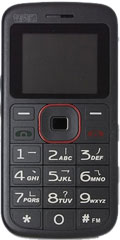 1 2ABC 3DEF
4GHI 5JKL 6MNO
7PQRS 8TUV 9WXYZ
* 0 # FM